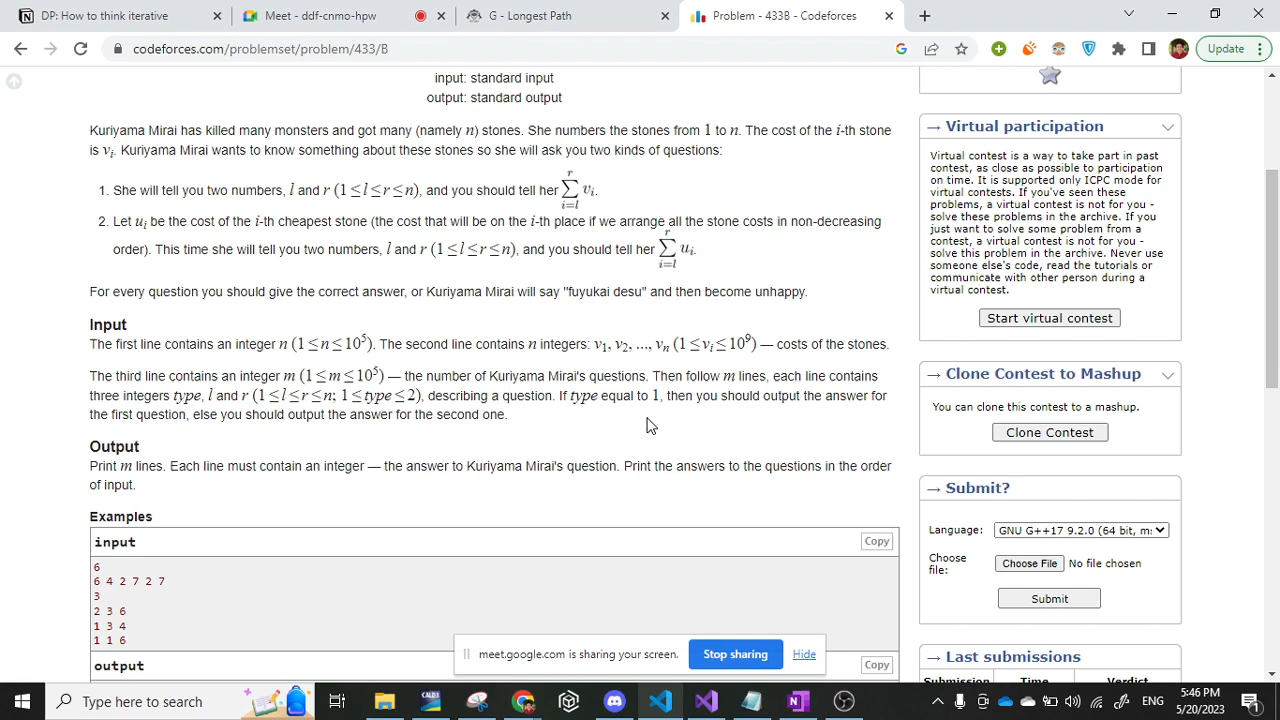 DP: How to think iterative
Meet - ddf-cnmo-hpw
G - Longest Path
Problem - 433B - Codeforces
codeforces.com/problemset/problem/433/B
Update
input: standard input
output: standard output
Kuriyama Mirai has killed many monsters and got many (namely n) stones. She numbers the stones from 1 to n. The cost of the i-th stone
is v_i. Kuriyama Mirai wants to know something about these stones so she will ask you two kinds of questions:
1. She will tell you two numbers, l and r (1 ≤ l ≤ r ≤ n), and you should tell her \sum_{i=l}^{r} v_i.
2. Let u_i be the cost of the i-th cheapest stone (the cost that will be on the i-th place if we arrange all the stone costs in non-decreasing
order). This time she will tell you two numbers, l and r (1 ≤ l ≤ r ≤ n), and you should tell her \sum_{i=l}^{r} u_i.
For every question you should give the correct answer, or Kuriyama Mirai will say "fuyukai desu" and then become unhappy.
Input
The first line contains an integer n (1 ≤ n ≤ 10^5). The second line contains n integers: v_1, v_2, ..., v_n (1 ≤ v_i ≤ 10^9) — costs of the stones.
The third line contains an integer m (1 ≤ m ≤ 10^5) — the number of Kuriyama Mirai's questions. Then follow m lines, each line contains
three integers type, l and r (1 ≤ l ≤ r ≤ n; 1 ≤ type ≤ 2), describing a question. If type equal to 1, then you should output the answer for
the first question, else you should output the answer for the second one.
Output
Print m lines. Each line must contain an integer — the answer to Kuriyama Mirai's question. Print the answers to the questions in the order
of input.
Examples
input
Copy
6
6 4 2 7 2 7
3
2 3 6
1 3 4
1 1 6
output
Copy
→ Virtual participation
Virtual contest is a way to take part in past
contest, as close as possible to participation
on time. It is supported only ICPC mode for
virtual contests. If you've seen these
problems, a virtual contest is not for you -
solve these problems in the archive. If you
just want to solve some problem from a
contest, a virtual contest is not for you -
solve this problem in the archive. Never use
someone else's code, read the tutorials or
communicate with other person during a
virtual contest.
Start virtual contest
→ Clone Contest to Mashup
You can clone this contest to a mashup.
Clone Contest
→ Submit?
Language:
GNU G++17 9.2.0 (64 bit, m
Choose
file:
Choose File
No file chosen
Submit
→ Last submissions
Submission
Time
Verdict
meet.google.com is sharing your screen.
Stop sharing
Hide
Type here to search
ENG
5:46 PM
5/20/2023